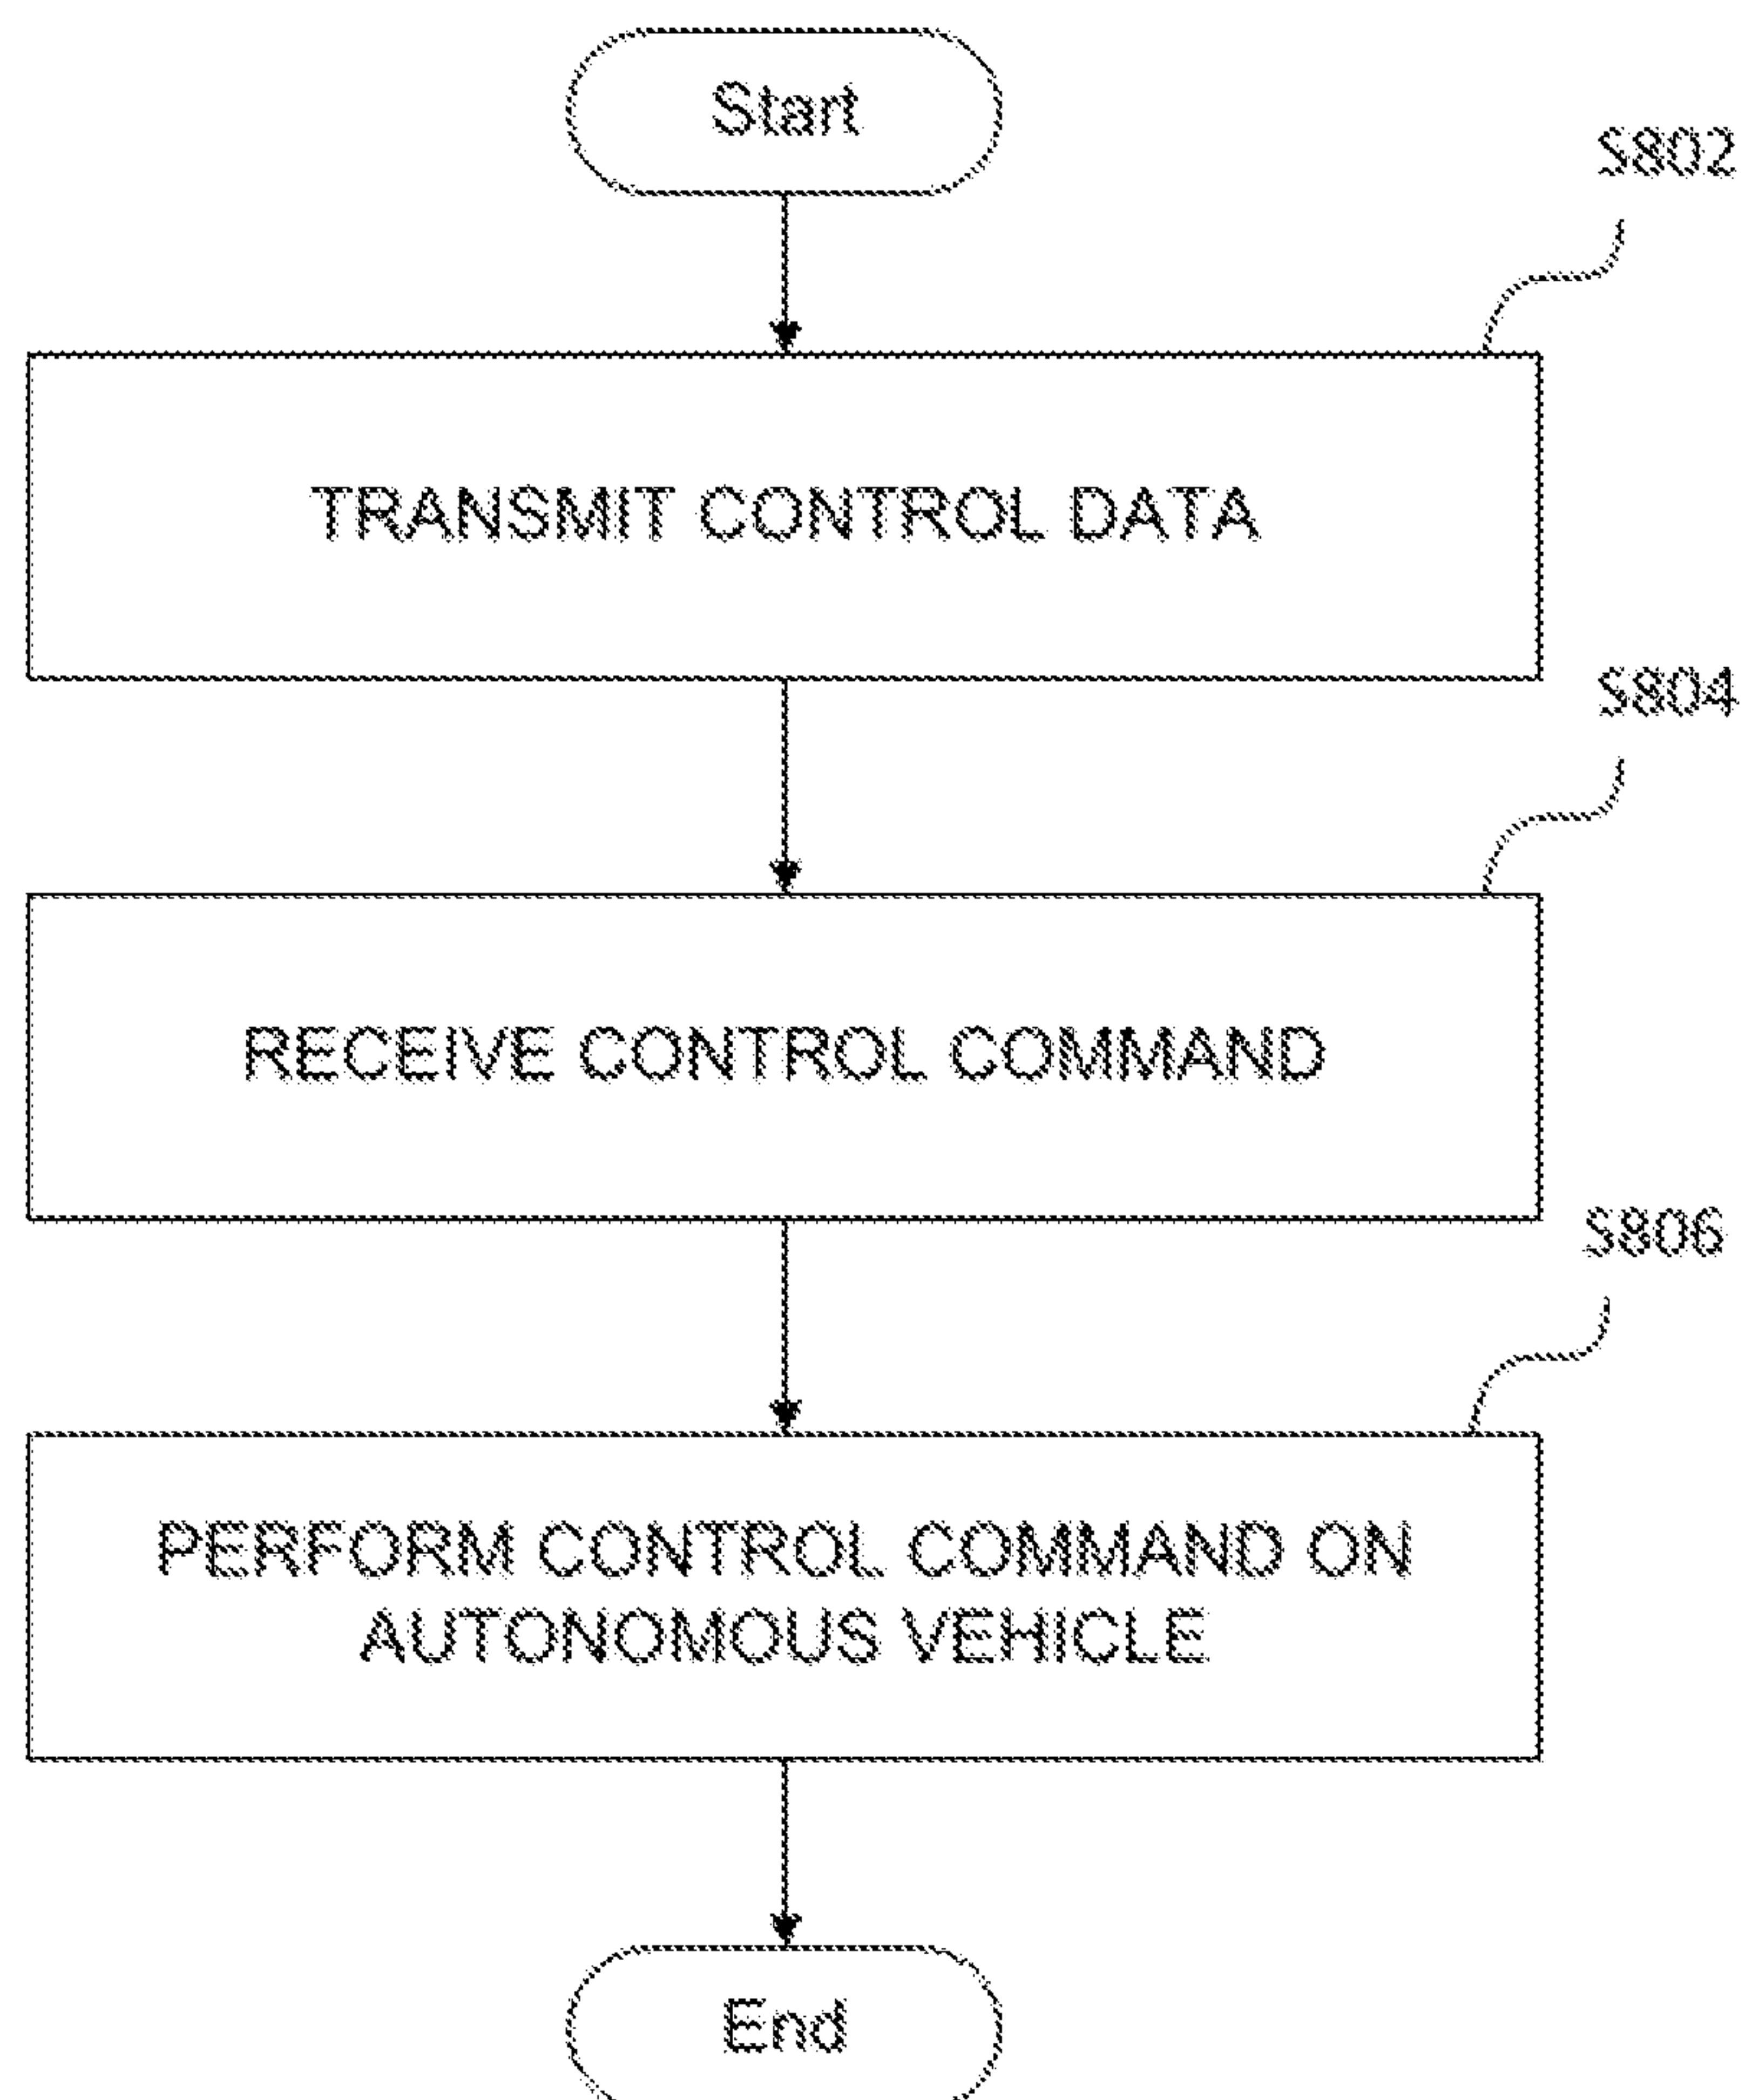 Start
S802
TRANSMIT CONTROL DATA
S804
RECEIVE CONTROL COMMAND
S806
PERFORM CONTROL COMMAND ON
AUTONOMOUS VEHICLE
End